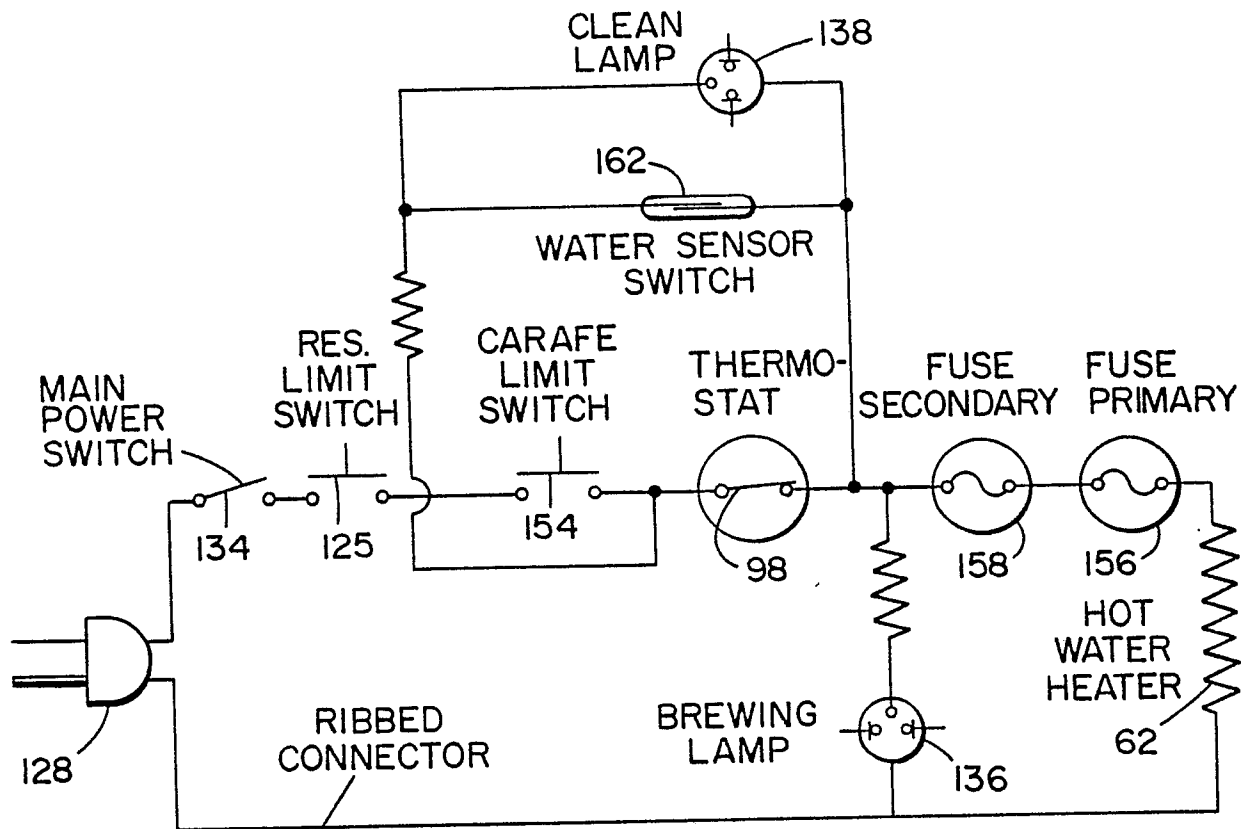 CLEAN
LAMP
138
162
WATER SENSOR
SWITCH
RES.
LIMIT
SWITCH
CARAFE
LIMIT
SWITCH
THERMO-
STAT
FUSE
SECONDARY
FUSE
PRIMARY
MAIN
POWER
SWITCH
134
125
154
98
158
156
HOT
WATER
HEATER
62
BREWING
LAMP
136
RIBBED
CONNECTOR
128